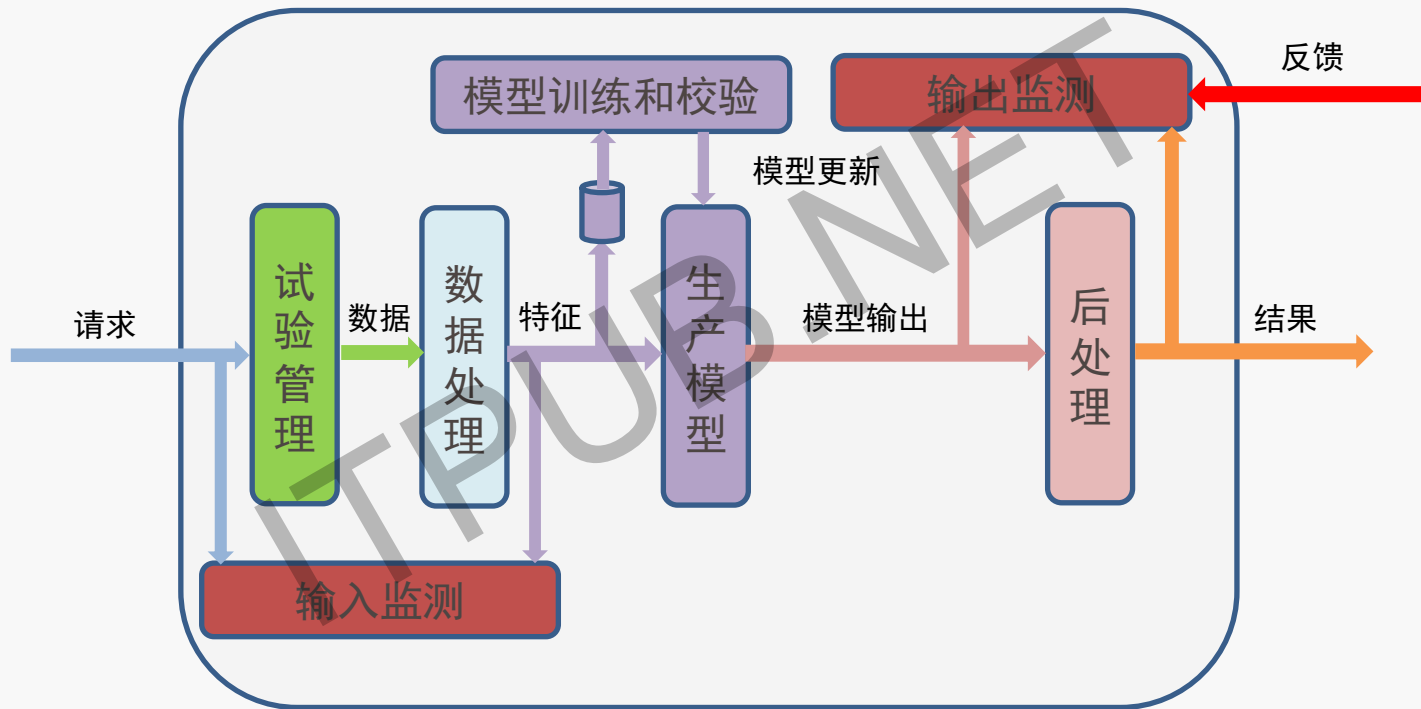 反馈
模型训练和校验
输出监测
模型更新
请求
试验管理
数据
数据处理
特征
生产模型
模型输出
后处理
结果
输入监测
ITPUB.NET